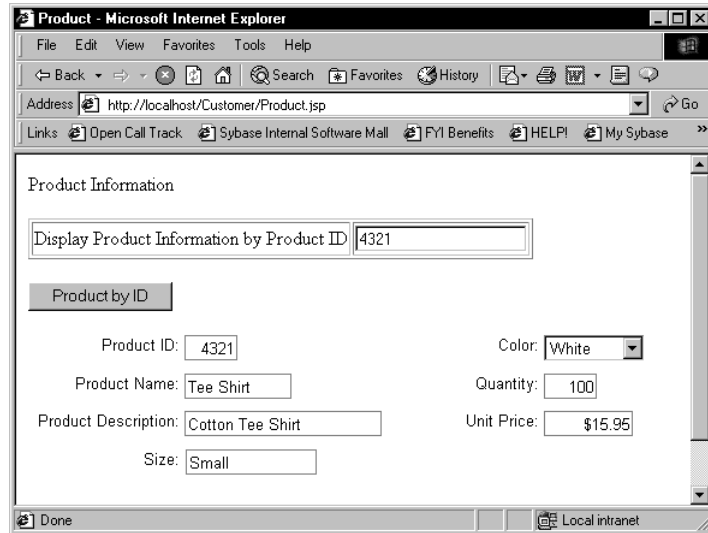 Product - Microsoft Internet Explorer
File Edit View Favorites Tools Help
Back Search Favorites History
Address http://localhost/Customer/Product.jsp Go
Links Open Call Track Sybase Internal Software Mall FYI Benefits HELP! My Sybase »
Product Information
Display Product Information by Product ID 4321
Product by ID
Product ID: 4321 Color: White
Product Name: Tee Shirt Quantity: 100
Product Description: Cotton Tee Shirt Unit Price: $15.95
Size: Small
Done Local intranet